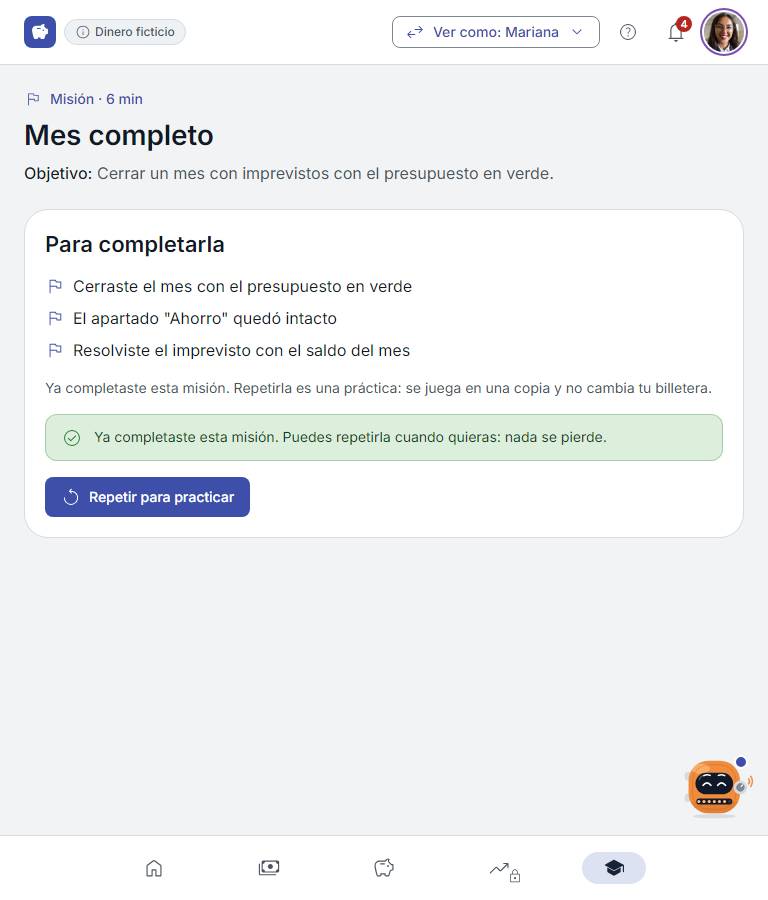 Dinero ficticio
Ver como: Mariana
4
Misión · 6 min
Mes completo
Objetivo: Cerrar un mes con imprevistos con el presupuesto en verde.
Para completarla
Cerraste el mes con el presupuesto en verde
El apartado "Ahorro" quedó intacto
Resolviste el imprevisto con el saldo del mes
Ya completaste esta misión. Repetirla es una práctica: se juega en una copia y no cambia tu billetera.
Ya completaste esta misión. Puedes repetirla cuando quieras: nada se pierde.
Repetir para practicar